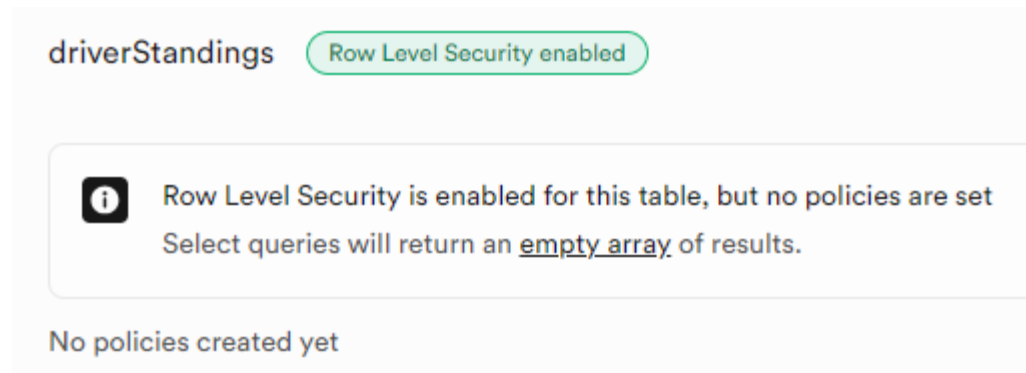 driverStandings Row Level Security enabled
Row Level Security is enabled for this table, but no policies are set
Select queries will return an empty array of results.
No policies created yet